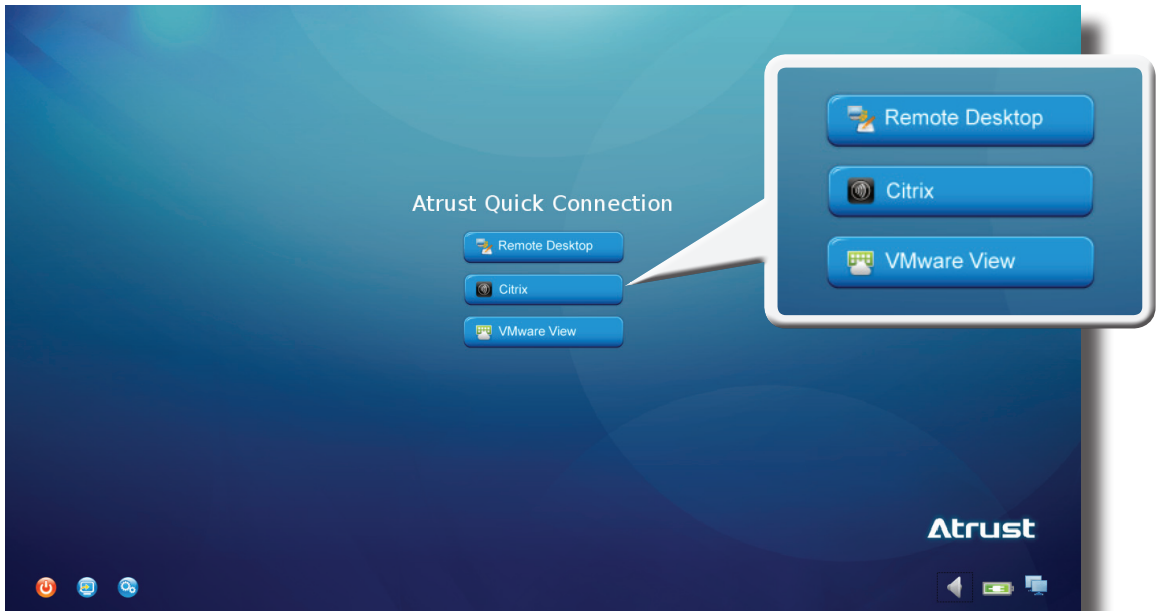 Atrust Quick Connection
Remote Desktop
Citrix
VMware View
Remote Desktop
Citrix
VMware View
Atrust